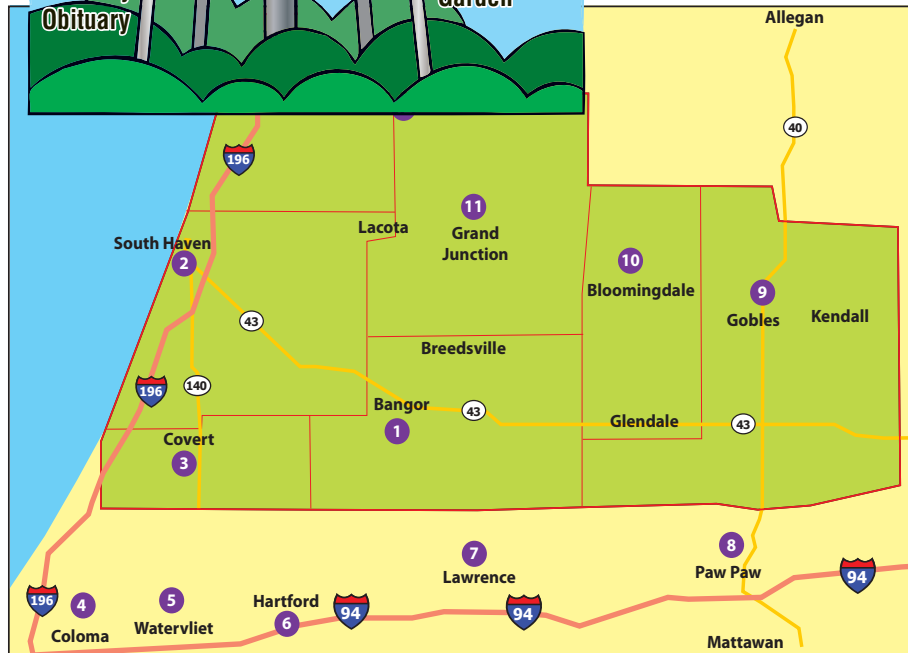 Obituary
Garden
Allegan
40
196
11
Lacota
Grand
Junction
South Haven
2
10
Bloomingdale
9
Gobles
Kendall
43
Breedsville
196
140
Bangor
43
Glendale
43
1
Covert
3
7
Lawrence
8
Paw Paw
94
196
4
Coloma
5
Watervliet
Hartford
6
94
94
Mattawan